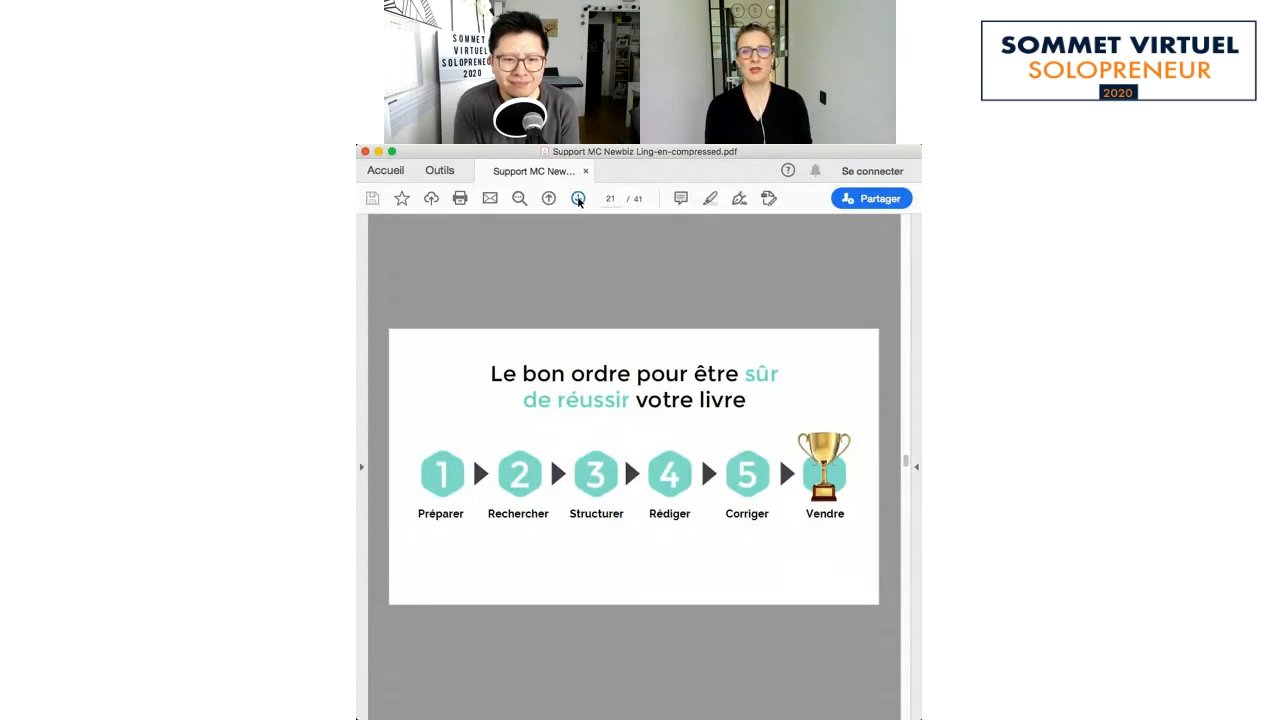 SOMMET
VIRTUEL
SOLOPRENEU
2020
SOMMET VIRTUEL
SOLOPRENEUR
2020
Support MC Newbiz Ling-en-compressed.pdf
Accueil
Outils
Support MC New...
×
?
Se connecter
21 / 41
Partager
Le bon ordre pour être sûr
de réussir votre livre
1
2
3
4
5
Préparer
Rechercher
Structurer
Rédiger
Corriger
Vendre